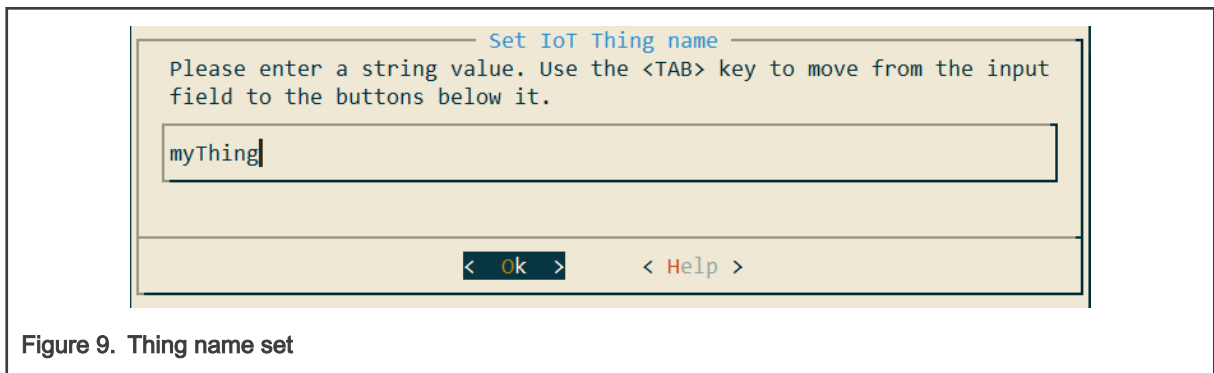 Set IoT Thing name
Please enter a string value. Use the <TAB> key to move from the input
field to the buttons below it.
myThing
< Ok > < Help >
Figure 9. Thing name set